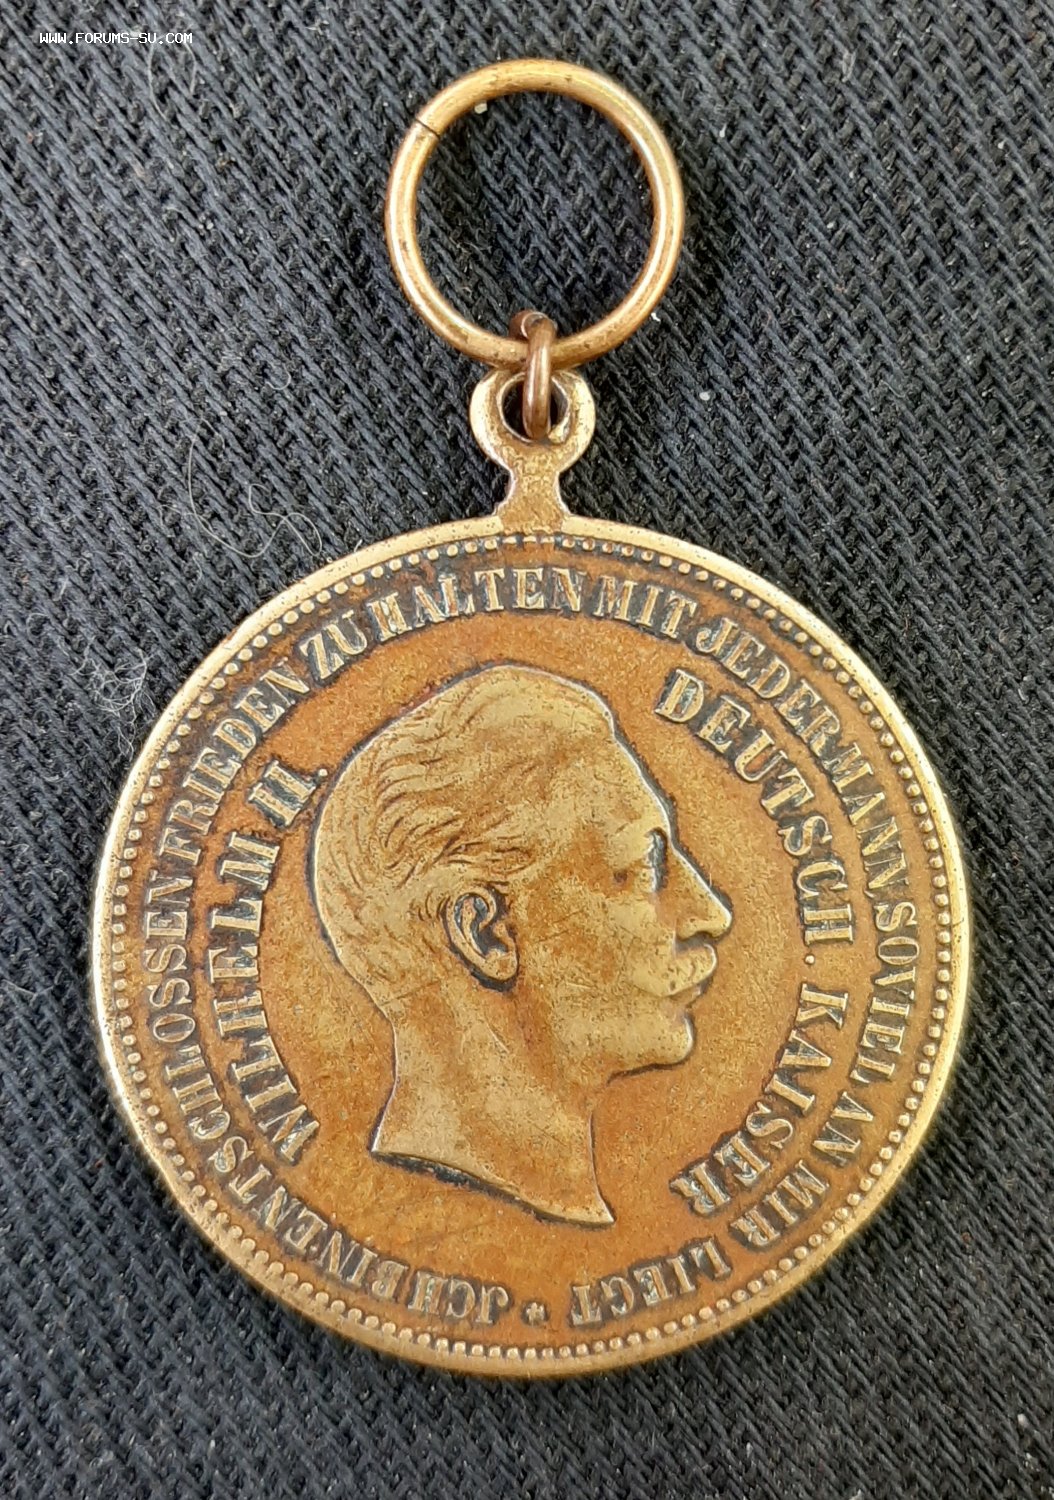 WWW.FORUMS-SU.COM
JCH BIN ENTSCHLOSSEN FRIEDEN ZU HALTEN MIT JEDERMANN SOVIEL AN MIR LIEGT *
WILHELM II.
DEUTSCH. KAISER